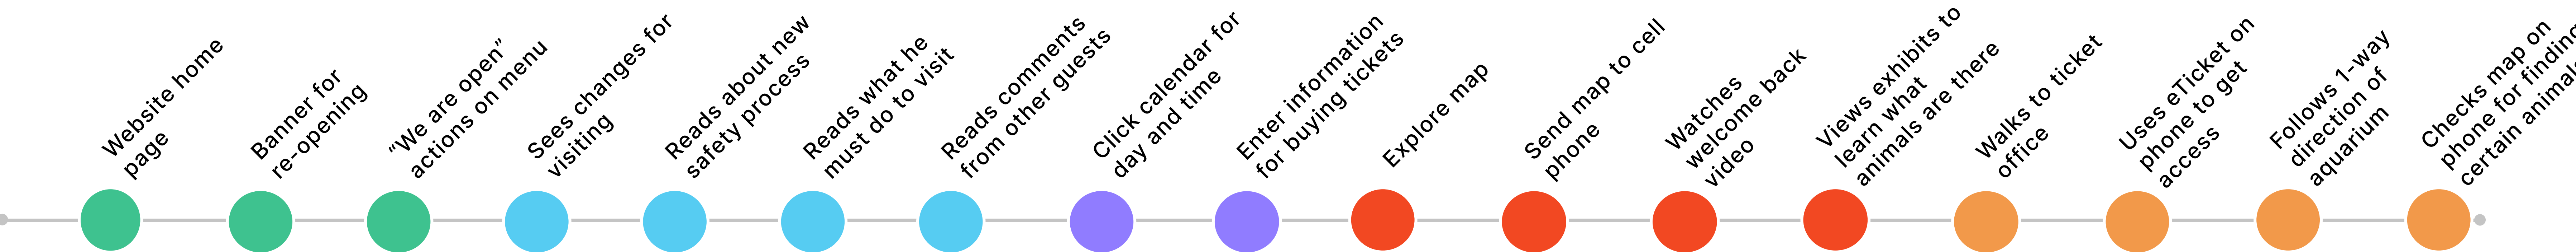 Website home
page
Banner for
re-opening
“We are open”
actions on menu
Sees changes for
visiting
Reads about new
safety process
Reads what he
must do to visit
Reads comments
from other guests
Click calendar for
day and time
Enter information
for buying tickets
Explore map
Send map to cell
phone
Watches
welcome back
video
Views exhibits to
learn what
animals are there
Walks to ticket
office
Uses eTicket on
phone to get
access
Follows 1-way
direction of
aquarium
Checks map on
phone for finding
certain animals